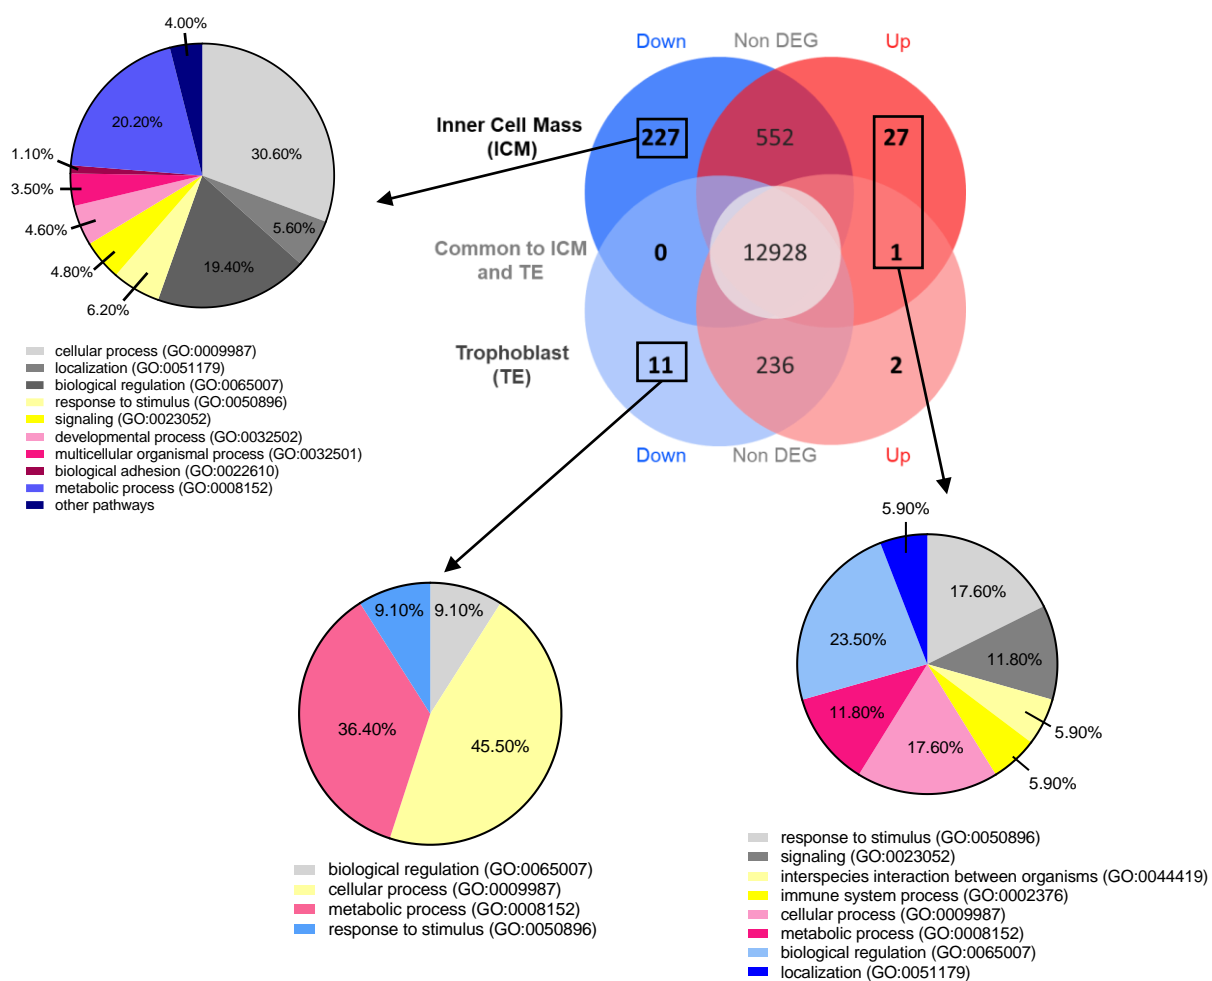 4.00%
20.20%
30.60%
1.10%
3.50%
4.60%
5.60%
4.80%
19.40%
6.20%
cellular process (GO:0009987)
localization (GO:0051179)
biological regulation (GO:0065007)
response to stimulus (GO:0050896)
signaling (GO:0023052)
developmental process (GO:0032502)
multicellular organismal process (GO:0032501)
biological adhesion (GO:0022610)
metabolic process (GO:0008152)
other pathways
Down Non DEG Up
Inner Cell Mass
(ICM)
227 552 27
Common to ICM
and TE
0 12928 1
Trophoblast
(TE)
11 236 2
Down Non DEG Up
9.10% 9.10%
36.40%
45.50%
biological regulation (GO:0065007)
cellular process (GO:0009987)
metabolic process (GO:0008152)
response to stimulus (GO:0050896)
5.90%
17.60%
23.50%
11.80%
11.80%
5.90%
17.60%
5.90%
response to stimulus (GO:0050896)
signaling (GO:0023052)
interspecies interaction between organisms (GO:0044419)
immune system process (GO:0002376)
cellular process (GO:0009987)
metabolic process (GO:0008152)
biological regulation (GO:0065007)
localization (GO:0051179)